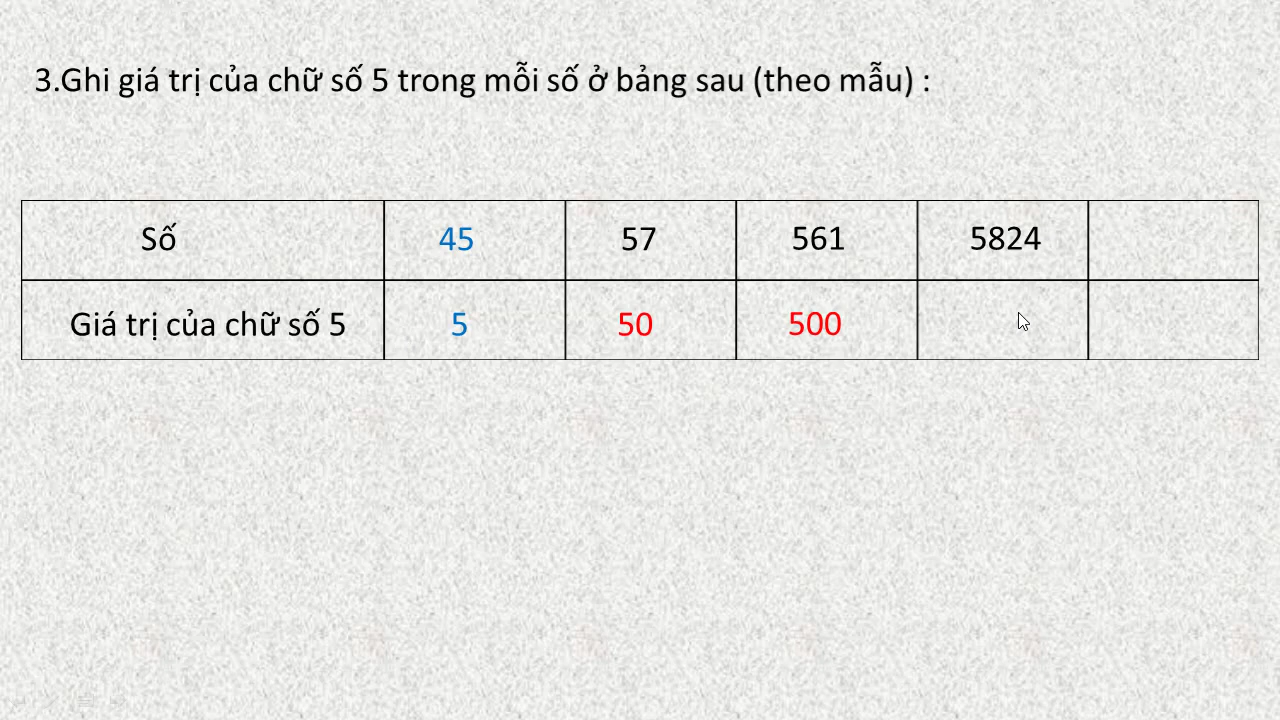 3.Ghi giá trị của chữ số 5 trong mỗi số ở bảng sau (theo mẫu) :
Số 45 57 561 5824
Giá trị của chữ số 5 5 50 500